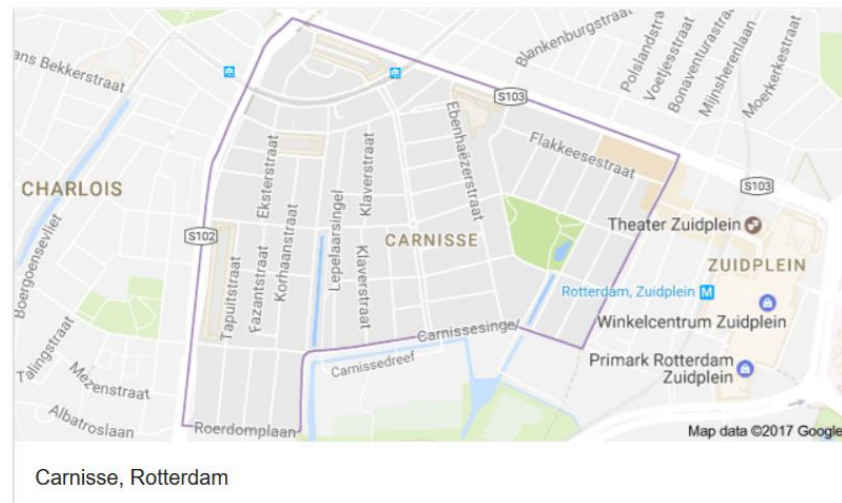 ans Bekkerstraat
Blankenburgstraat
Polslandstraat
Voetjesstraat
Bonaventurastraat
Mijnsherenlaan
Moerkerkestraat
S103
Ebenhaëzerstraat
Flakkeesestraat
Eksterstraat
Klaverstraat
CHARLOIS
S103
Boergoensevliet
S102
Lepelaarsingel
Korhaanstraat
CARNISSE
Theater Zuidplein
ZUIDPLEIN
Tapuitstraat
Fazantstraat
Klaverstraat
Rotterdam, Zuidplein M
Winkelcentrum Zuidplein
Carnissesingel
Talingstraat
Carnissedreef
Primark Rotterdam
Zuidplein
Mezenstraat
Albatroslaan
Roerdomplaan
Map data ©2017 Google
Carnisse, Rotterdam